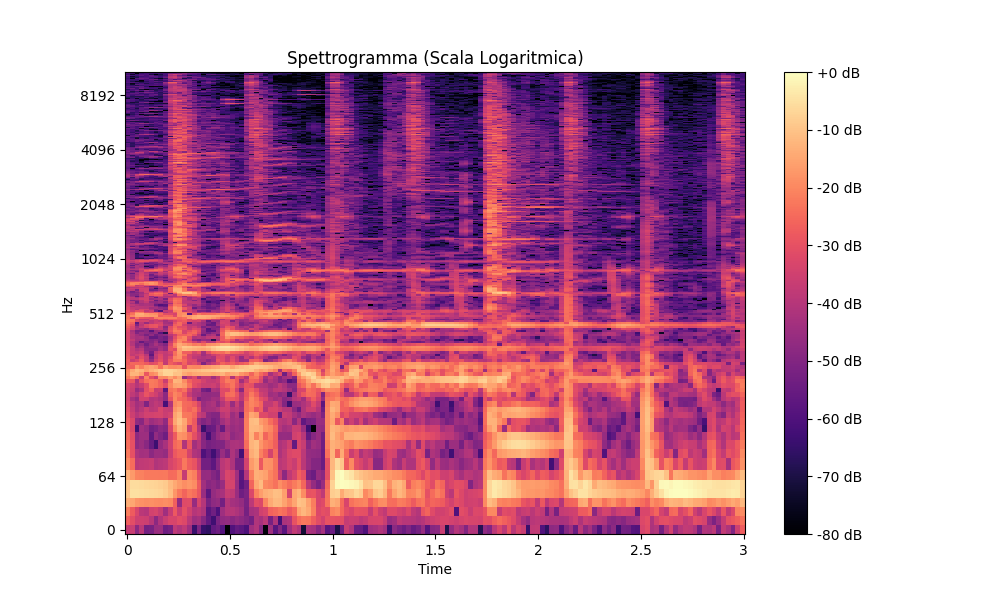 Spettrogramma (Scala Logaritmica)
Hz
8192
4096
2048
1024
512
256
128
64
0
0 0.5 1 1.5 2 2.5 3
Time
+0 dB
-10 dB
-20 dB
-30 dB
-40 dB
-50 dB
-60 dB
-70 dB
-80 dB